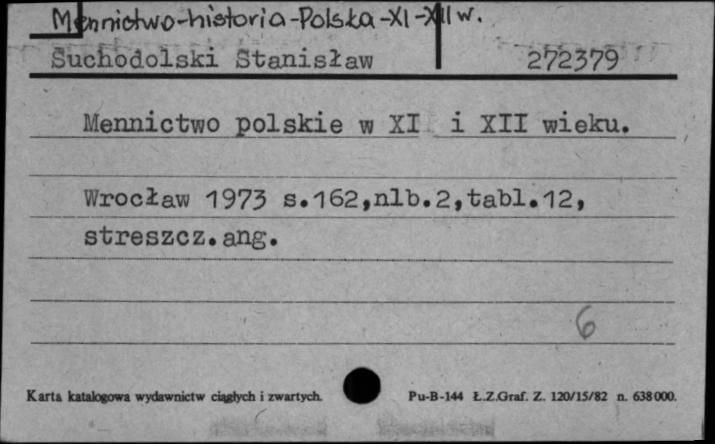 Mennictwo-historia-Polska-XI-XII w.
Suchodolski Stanisław 272379
Mennictwo polskie w XI i XII wieku.
Wrocław 1973 s.162,nlb.2,tabl.12,
streszcz.ang.
6
Karta katalogowa wydawnictw ciągłych i zwartych. Pu-B-144 Ł.Z.Graf. Z. 120/15/82 n. 638000.